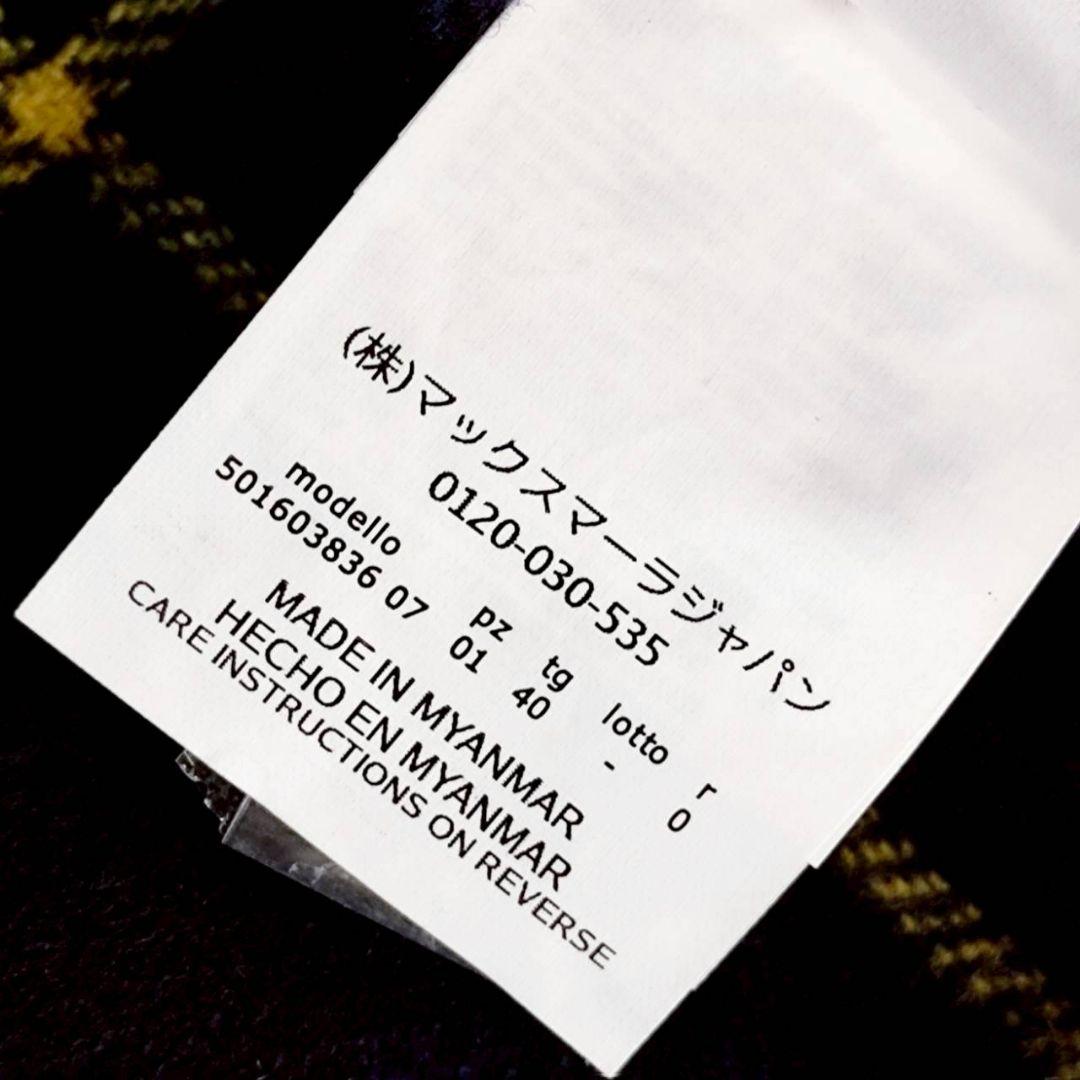 (株)マックスマーラジャパン
0120-030-535
modello pz tg lotto r
501603836 07 01 40 - 0
MADE IN MYANMAR
HECHO EN MYANMAR
CARE INSTRUCTIONS ON REVERSE